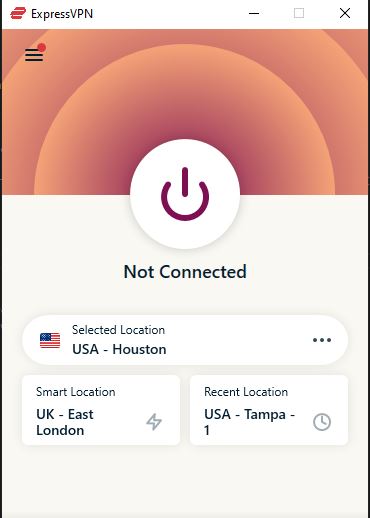 ExpressVPN
Not Connected
Selected Location
USA - Houston
Smart Location
UK - East
London
Recent Location
USA - Tampa -
1